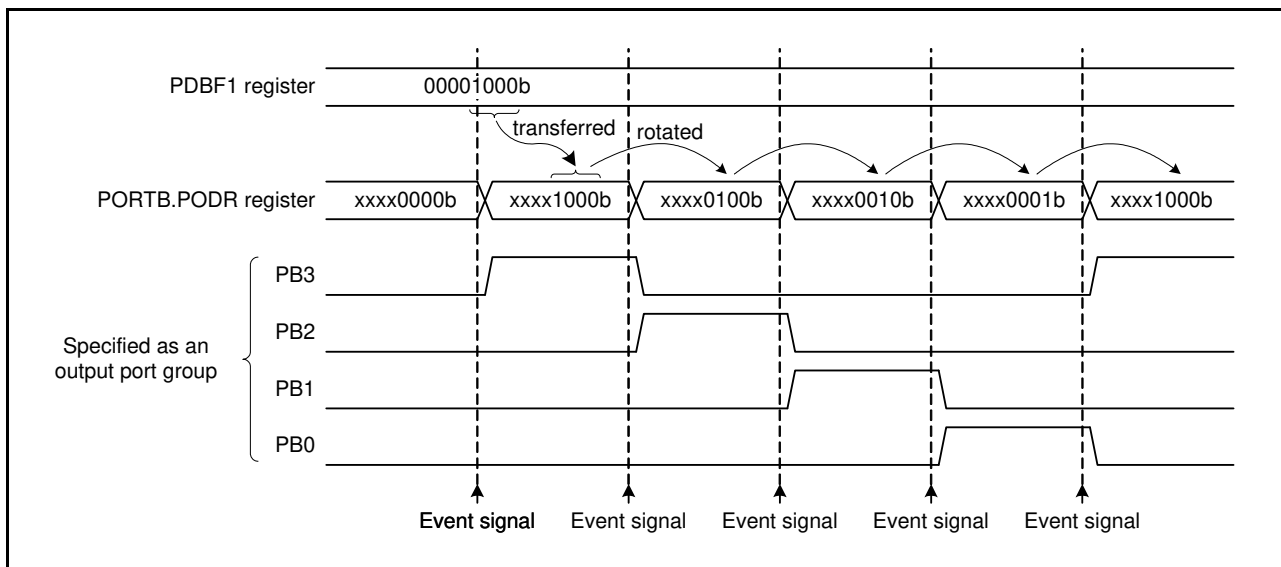 PDBF1 register
00001000b
transferred
rotated
PORTB.PODR register
xxxx0000b
xxxx1000b
xxxx0100b
xxxx0010b
xxxx0001b
xxxx1000b
Specified as an
output port group
PB3
PB2
PB1
PB0
Event signal
Event signal
Event signal
Event signal
Event signal